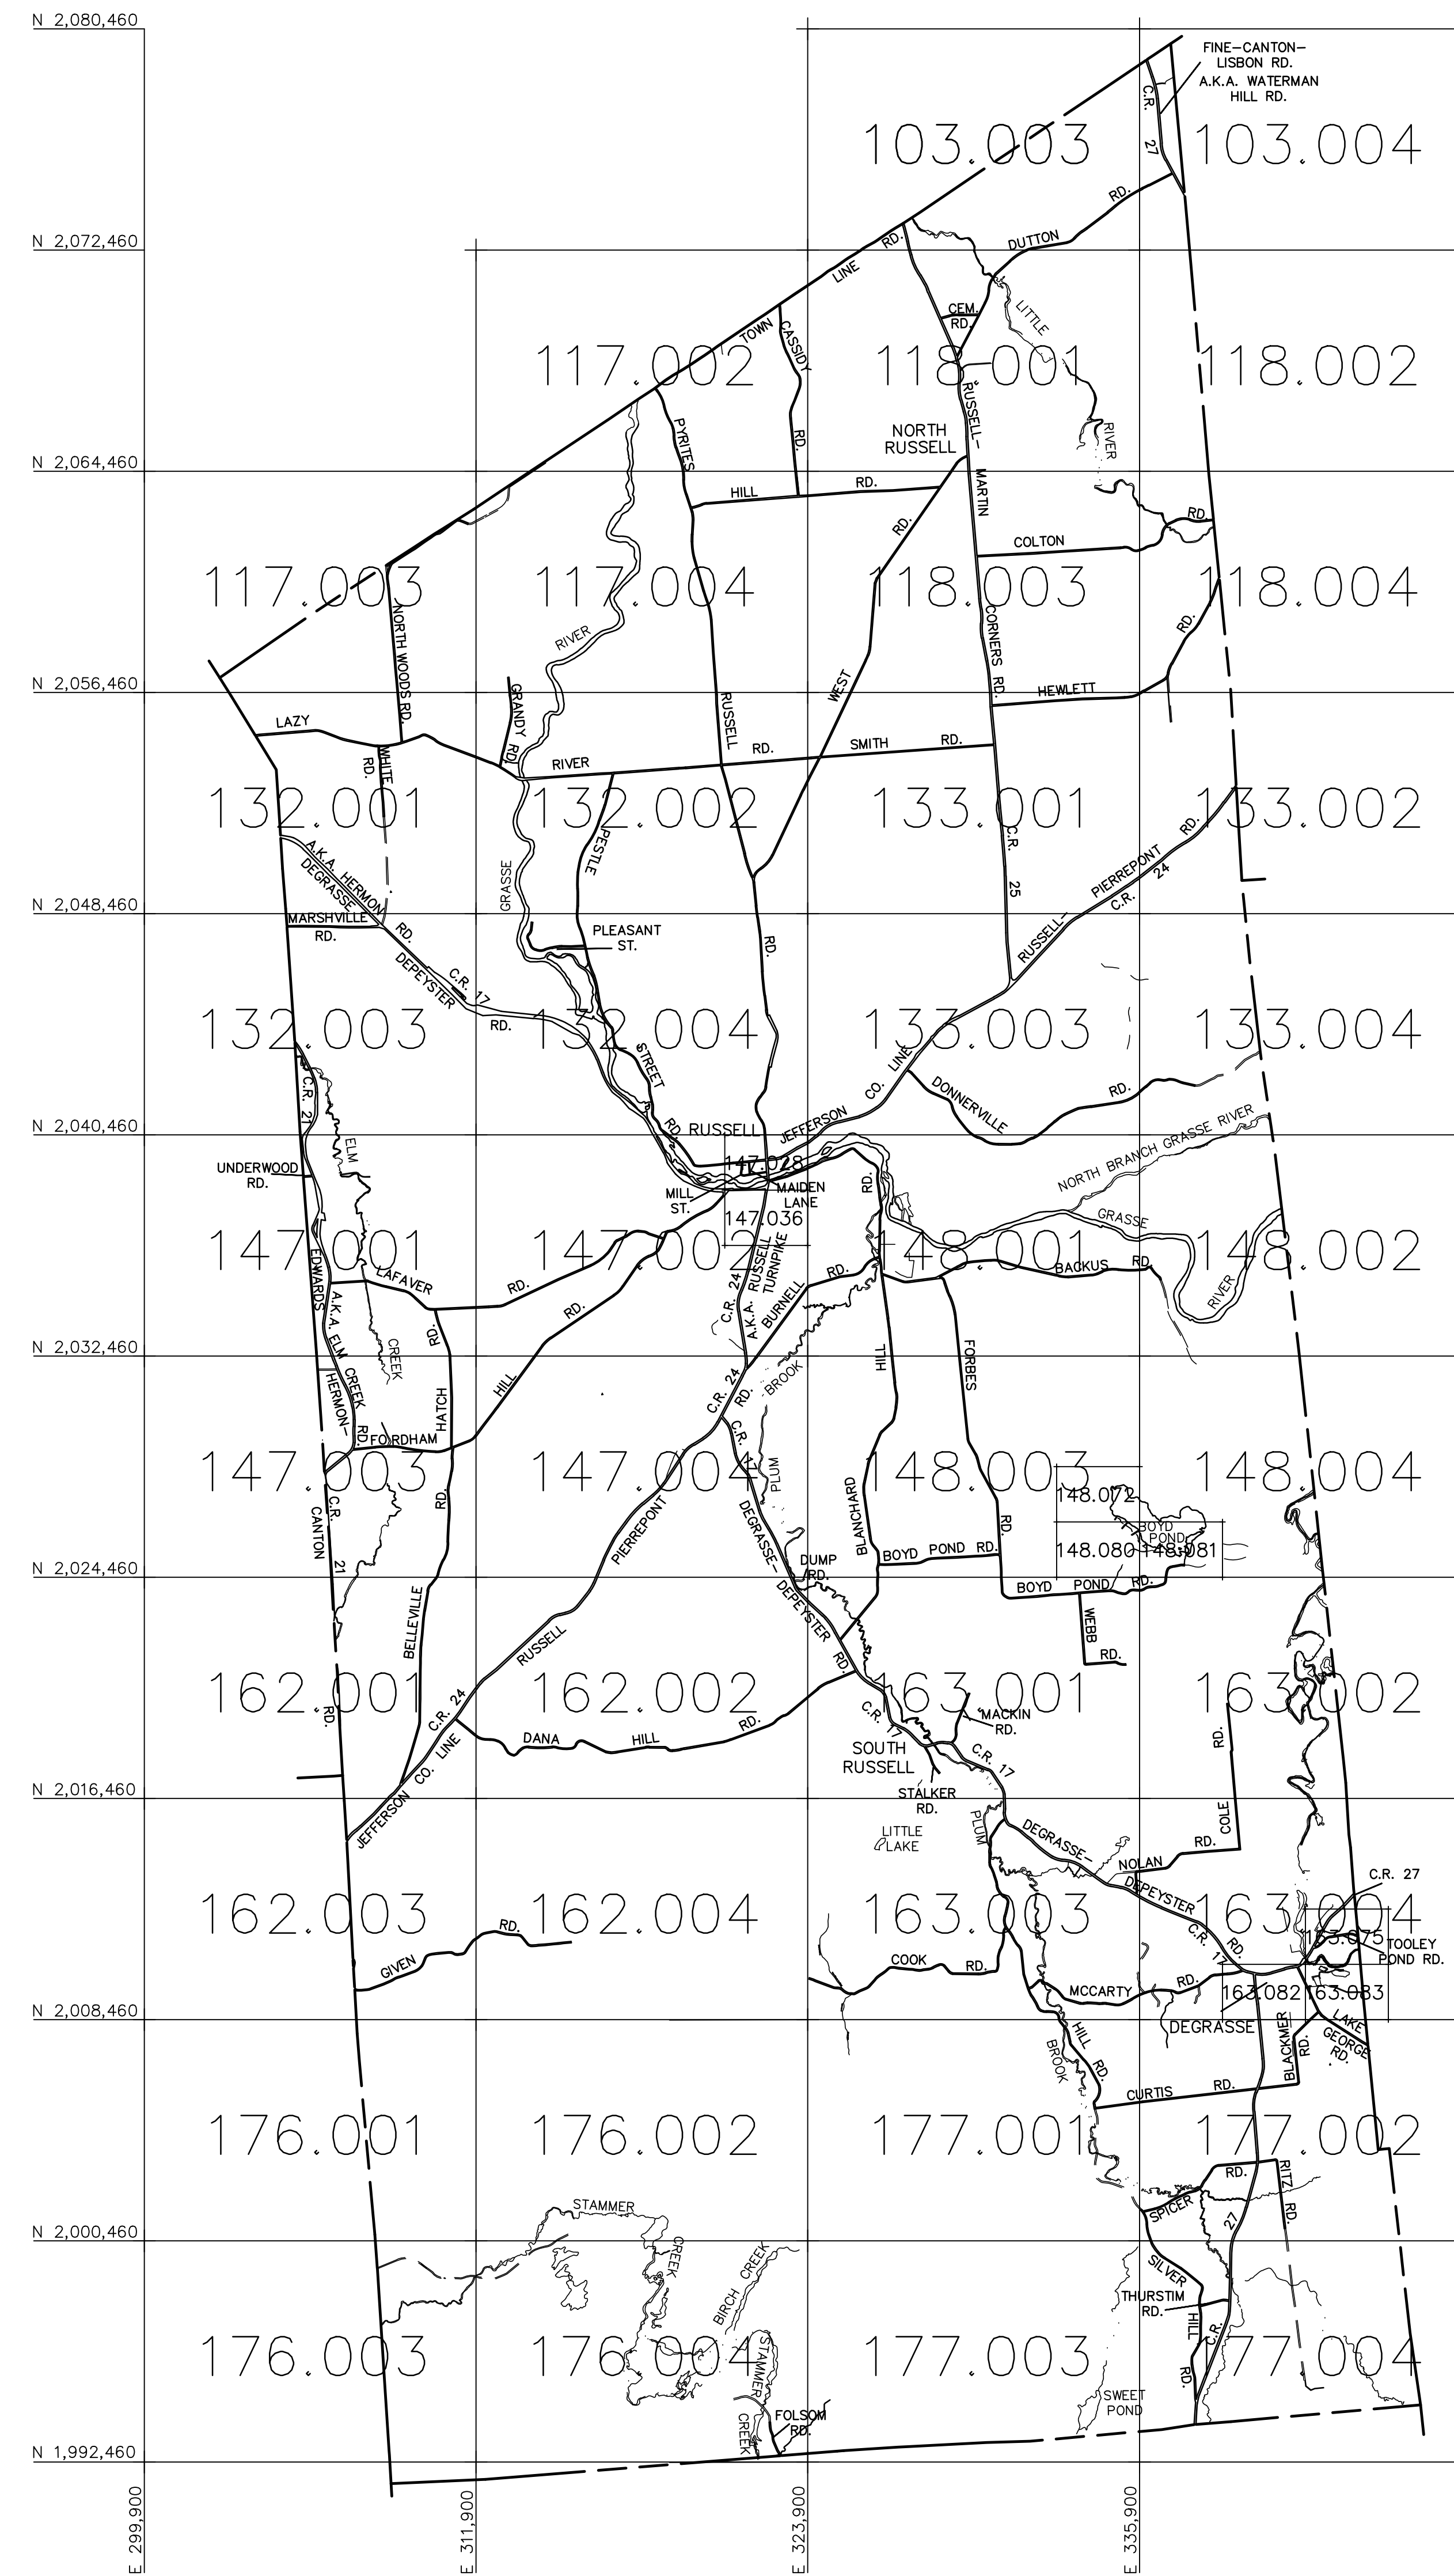 N 2,080,460
FINE-CANTON-
LISBON RD.
A.K.A. WATERMAN
HILL RD.
C.R.
27
103.003
103.004
RD.
N 2,072,460
DUTTON
RD.
LINE
LITTLE
CEM.
RD.
TOWN
CASSIDY
117.002
118.001
118.002
RUSSELL-
PYRITES
NORTH
RUSSELL
RIVER
RD.
N 2,064,460
HILL
RD.
MARTIN
RD.
RD.
COLTON
117.003
117.004
118.003
118.004
NORTH WOODS RD.
RIVER
CORNERS
RD.
RD.
N 2,056,460
GRANDY
RD.
WEST
HEWLETT
LAZY
RUSSELL
WHITE
RD.
RIVER
RD.
SMITH
RD.
132.001
132.002
133.001
133.002
RD.
C.R.
25
PESTLE
A.K.A. HERMON
DEGRASSE
GRASSE
PIERREPONT
C.R. 24
N 2,048,460
MARSHVILLE
RD.
RD.
PLEASANT
ST.
RD.
RUSSELL-
DEPEYSTER
C.R. 17
RD.
132.003
132.004
133.003
133.004
STREET
RD.
LINE
CO.
DONNERVILLE
RD.
C.R. 21
JEFFERSON
N 2,040,460
RUSSELL
ELM
NORTH BRANCH GRASSE RIVER
147.028
UNDERWOOD
RD.
MILL
ST.
MAIDEN
LANE
RD.
147.036
GRASSE
147.001
147.002
148.001
148.002
EDWARDS
A.K.A. RUSSELL
TURNPIKE
C.R. 24
LAFAVER
RD.
RD.
BACKUS
RD.
BURNELL
RIVER
A.K.A. ELM CREEK
RD.
RD.
CREEK
N 2,032,460
HILL
FORBES
BROOK
HERMON-
RD.
HILL
HATCH
C.R. 24
RD.
FORDHAM
C.R. 17
147.003
147.004
148.003
148.004
PLUM
148.072
C.R.
21
CANTON
RD.
PIERREPONT
DEGRASSE-
BLANCHARD
RD.
BOYD
POND
BOYD POND RD.
148.080
148.081
DUMP
RD.
N 2,024,460
BOYD POND RD.
DEPEYSTER
RD.
BELLEVILLE
RUSSELL
WEBB
RD.
162.001
162.002
163.001
163.002
RD.
C.R. 24
LINE
CO.
C.R. 17
MACKIN
RD.
DANA
HILL
RD.
SOUTH
RUSSELL
C.R. 17
RD.
COLE
N 2,016,460
STALKER
RD.
JEFFERSON
LITTLE
LAKE
PLUM
DEGRASSE-
RD.
NOLAN
C.R. 27
DEPEYSTER
162.003
162.004
163.003
163.004
RD.
C.R. 17
RD.
163.075
TOOLEY
POND RD.
GIVEN
COOK
RD.
MCCARTY
RD.
163.082
163.083
N 2,008,460
DEGRASSE
LAKE
GEORGE
RD.
HILL
RD.
BROOK
BLACKMER
RD.
CURTIS
RD.
176.001
176.002
177.001
177.002
RD.
RITZ
RD.
SPICER
STAMMER
27
N 2,000,460
CREEK
BIRCH CREEK
SILVER
THURSTIM
RD.
HILL
C.R.
RD.
176.003
176.004
177.003
177.004
STAMMER
SWEET
POND
CREEK
FOLSOM
RD.
N 1,992,460
E 299,900
E 311,900
E 323,900
E 335,900